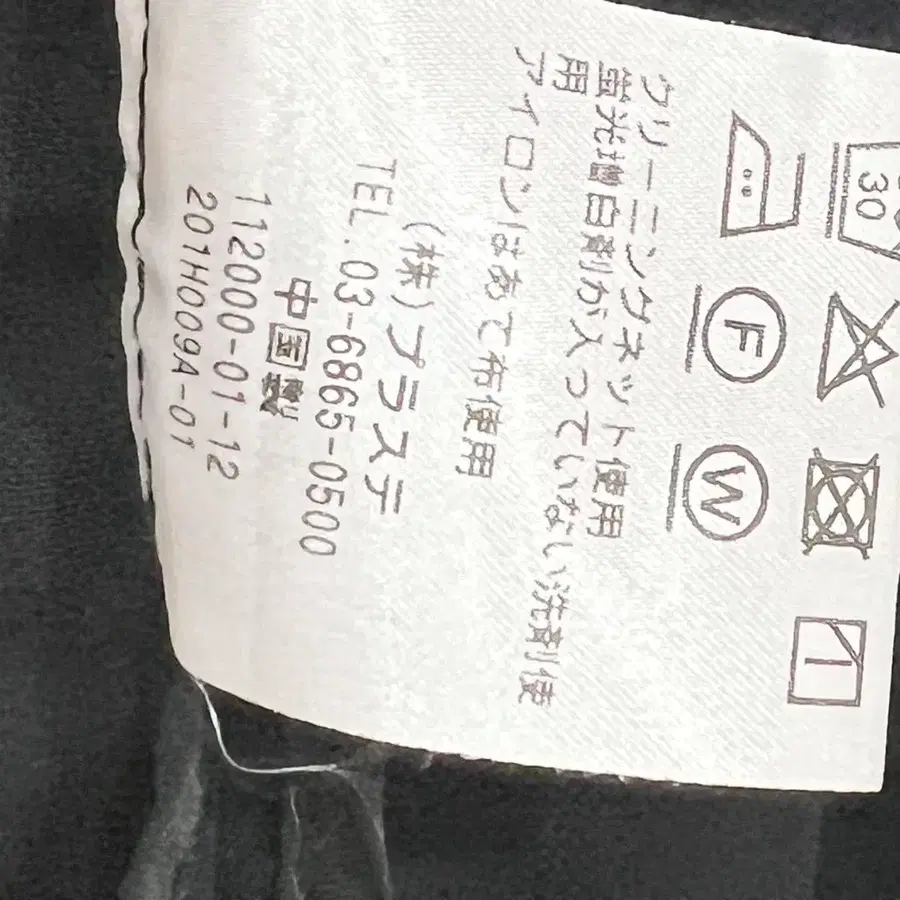 30
F
W
クリーニングネット使用
蛍光増白剤が入っていない洗剤使
用
アイロンはあて布使用
(株)プラステ
TEL.03-6865-0500
中国製
112000-01-12
201H009A-01